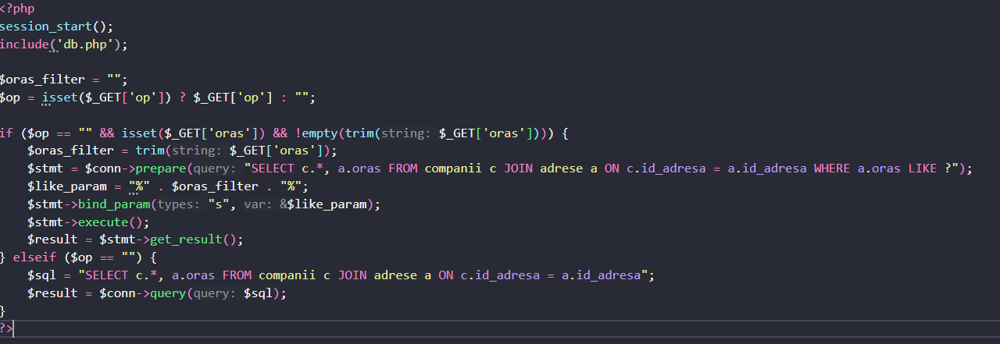 <?php
session_start();
include('db.php');
$oras_filter = "";
$op = isset($_GET['op']) ? $_GET['op'] : "";
if ($op == "" && isset($_GET['oras']) && !empty(trim(string: $_GET['oras']))) {
$oras_filter = trim(string: $_GET['oras']);
$stmt = $conn->prepare(query: "SELECT c.*, a.oras FROM companii c JOIN adrese a ON c.id_adresa = a.id_adresa WHERE a.oras LIKE ?");
$like_param = "%" . $oras_filter . "%";
$stmt->bind_param(types: "s", var: &$like_param);
$stmt->execute();
$result = $stmt->get_result();
} elseif ($op == "") {
$sql = "SELECT c.*, a.oras FROM companii c JOIN adrese a ON c.id_adresa = a.id_adresa";
$result = $conn->query(query: $sql);
}
?>